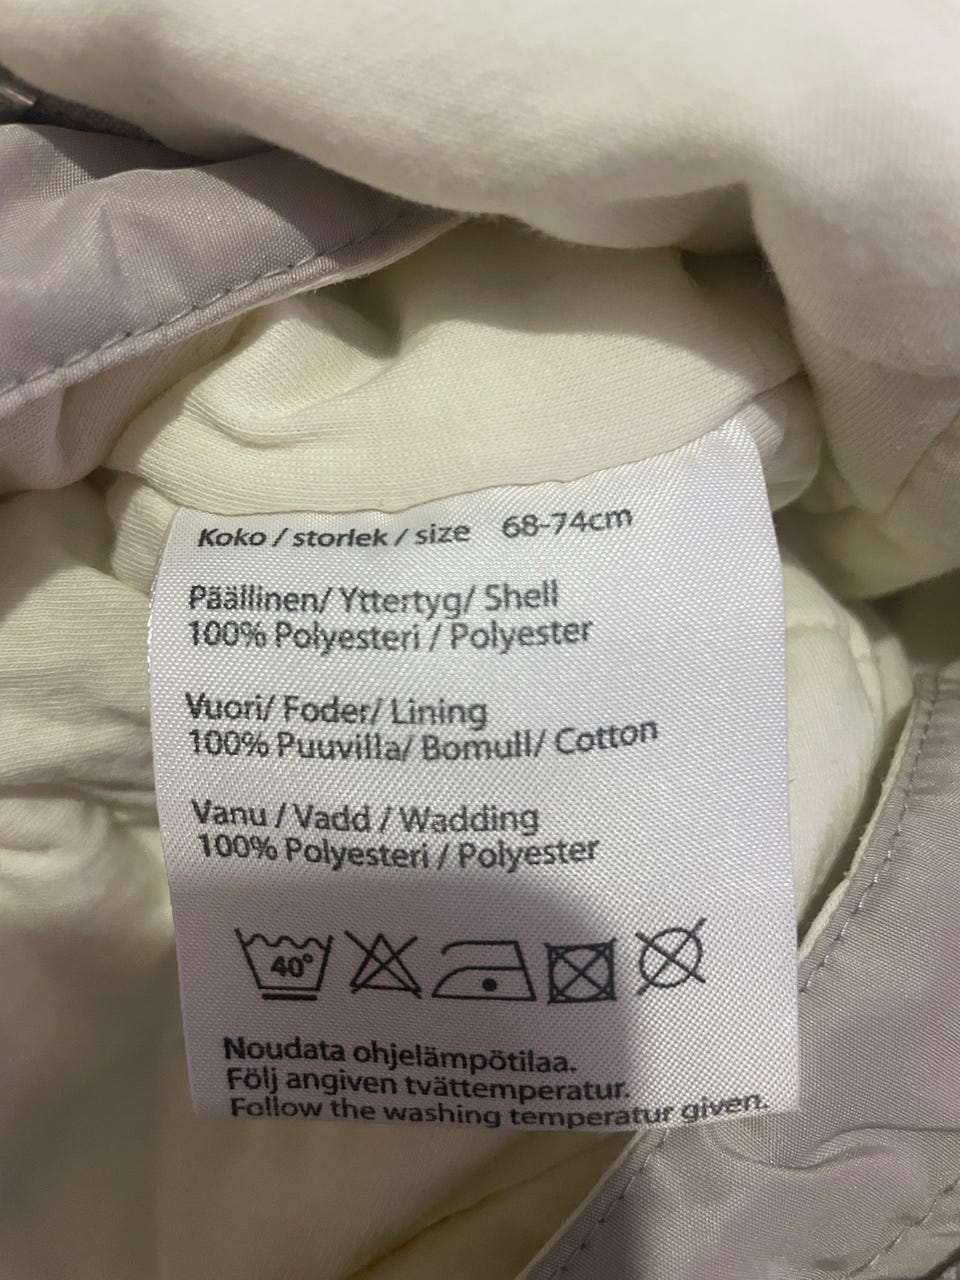 Koko / storlek / size 68-74cm
Päällinen/ Yttertyg/ Shell
100% Polyesteri / Polyester
Vuori/ Foder/ Lining
100% Puuvilla/ Bomull/ Cotton
Vanu / Vadd / Wadding
100% Polyesteri / Polyester
40°
Noudata ohjelämpötilaa.
Följ angiven tvättemperatur.
Follow the washing temperatur given.